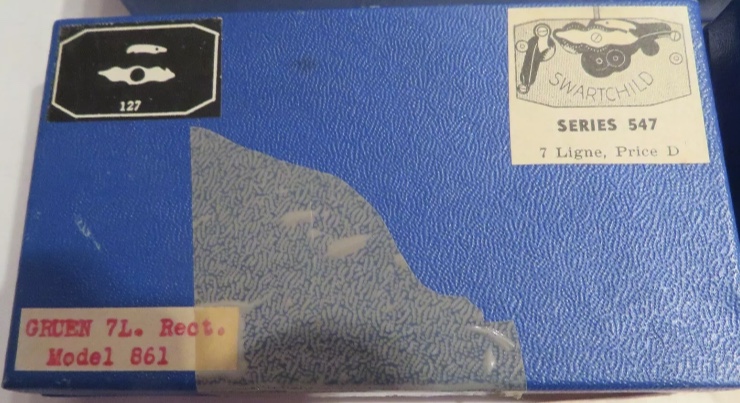 127
SWARTCHILD
SERIES 547
7 Ligne, Price D
GRUEN 7L. Rect.
Model 861